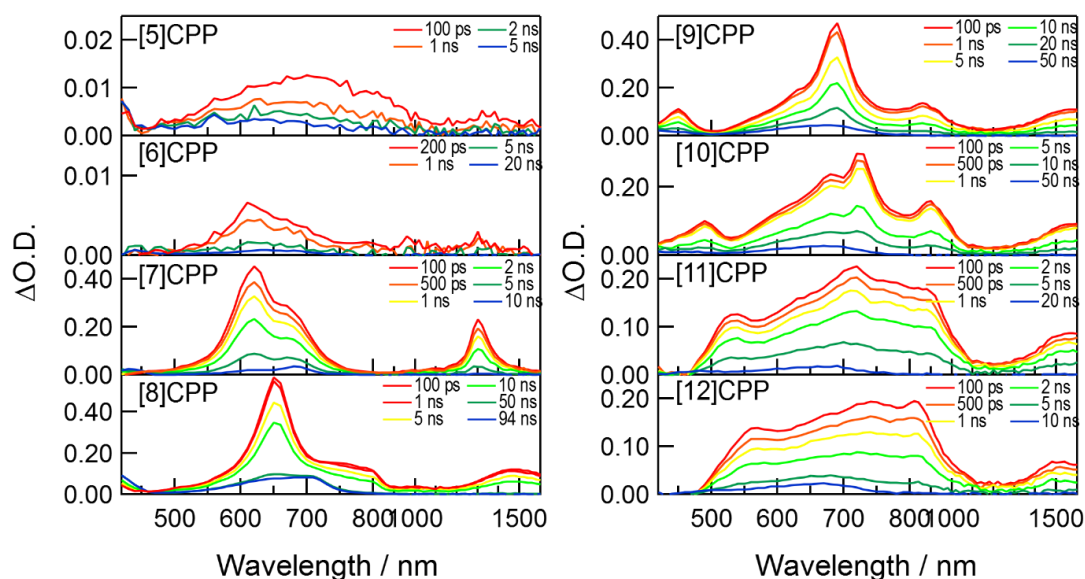 [5]CPP
100 ps 2 ns
1 ns 5 ns
0.02
0.01
0.00
[6]CPP
200 ps 5 ns
1 ns 20 ns
0.01
0.00
[7]CPP
100 ps 2 ns
500 ps 5 ns
1 ns 10 ns
0.40
0.20
0.00
[8]CPP
100 ps 10 ns
1 ns 50 ns
5 ns 94 ns
0.40
0.20
0.00
500 600 700 800 1000 1500
Wavelength / nm
ΔO.D.
[9]CPP
100 ps 10 ns
1 ns 20 ns
5 ns 50 ns
0.40
0.20
0.00
[10]CPP
100 ps 5 ns
500 ps 10 ns
1 ns 50 ns
0.20
0.00
[11]CPP
100 ps 2 ns
500 ps 5 ns
1 ns 20 ns
0.20
0.10
0.00
[12]CPP
100 ps 2 ns
500 ps 5 ns
1 ns 10 ns
0.20
0.10
0.00
500 600 700 800 1000 1500
Wavelength / nm
ΔO.D.